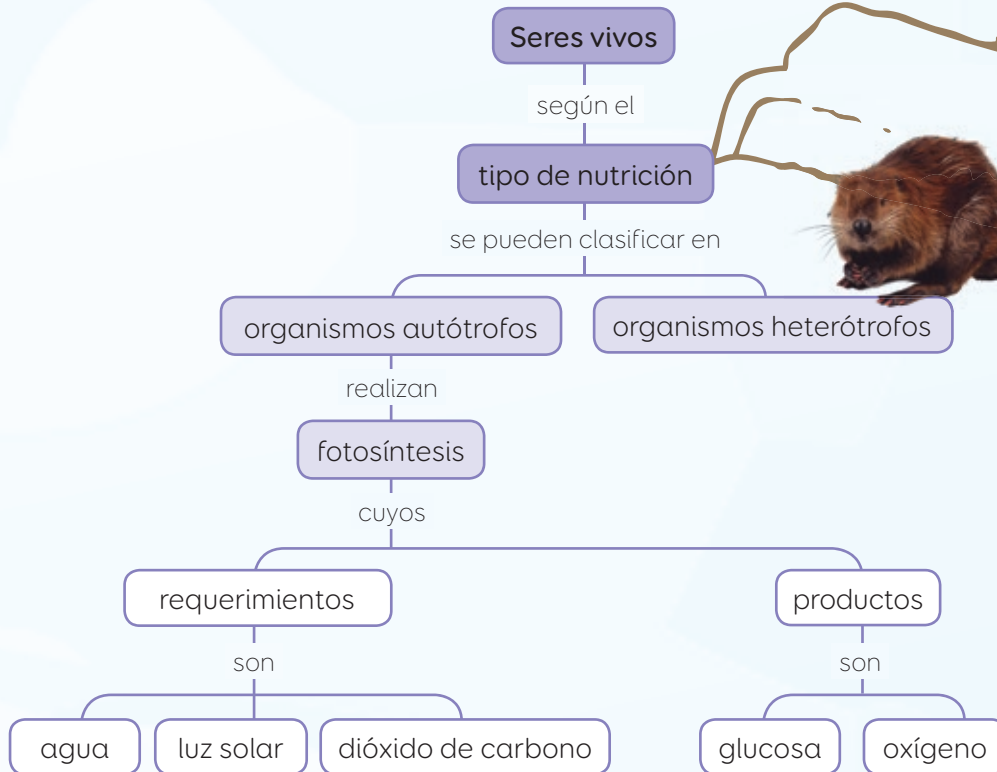 Seres vivos
según el
tipo de nutrición
se pueden clasificar en
organismos autótrofos
organismos heterótrofos
realizan
fotosíntesis
cuyos
requerimientos
productos
son
son
agua
luz solar
dióxido de carbono
glucosa
oxígeno